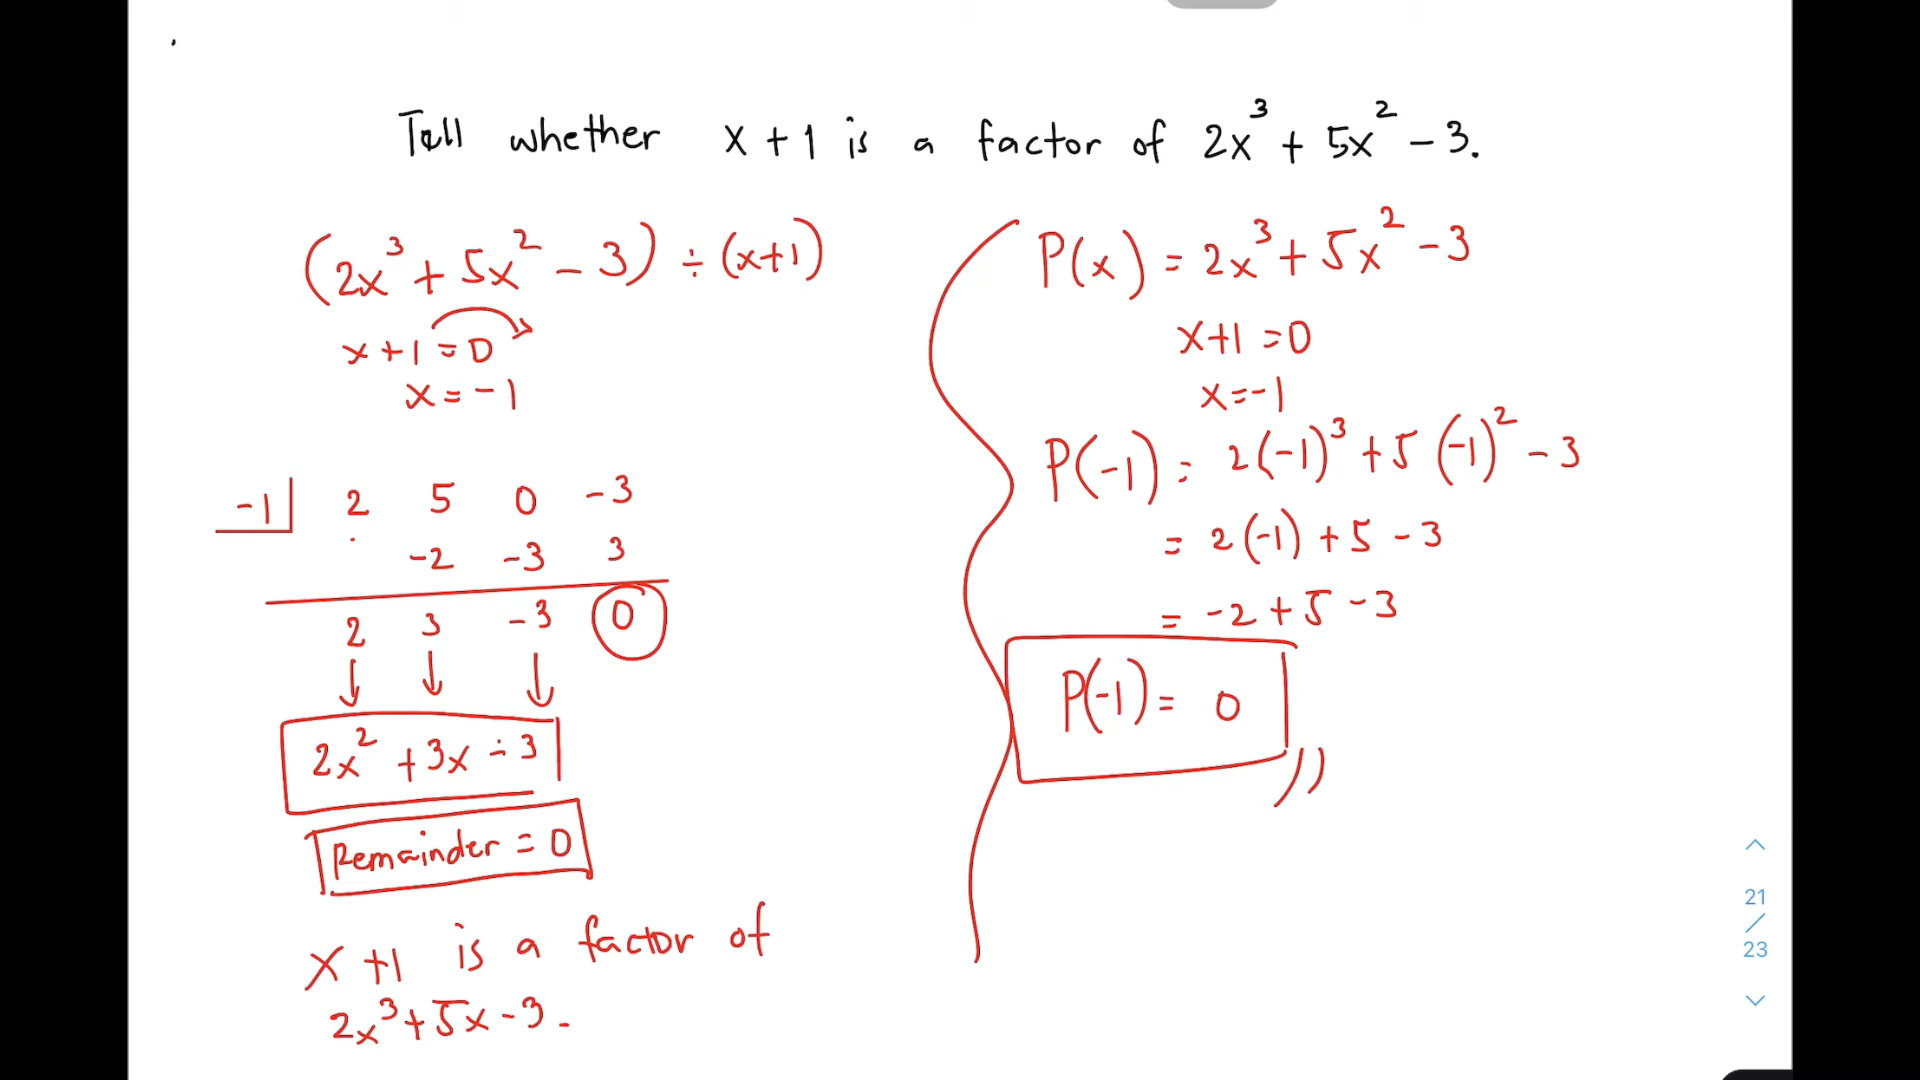 Tell whether x + 1 is a factor of 2x³ + 5x² - 3.
(2x³ + 5x² - 3) ÷ (x+1)
x + 1 = 0
x = -1
-1 | 2 5 0 -3
-2 -3 3
2 3 -3 0
2x² + 3x - 3
Remainder = 0
x +1 is a factor of
2x³ + 5x - 3.
P(x) = 2x³ + 5x² - 3
x+1 = 0
x = -1
P(-1) = 2(-1)³ + 5(-1)² - 3
= 2(-1) + 5 - 3
= -2 + 5 - 3
P(-1) = 0
21
/
23